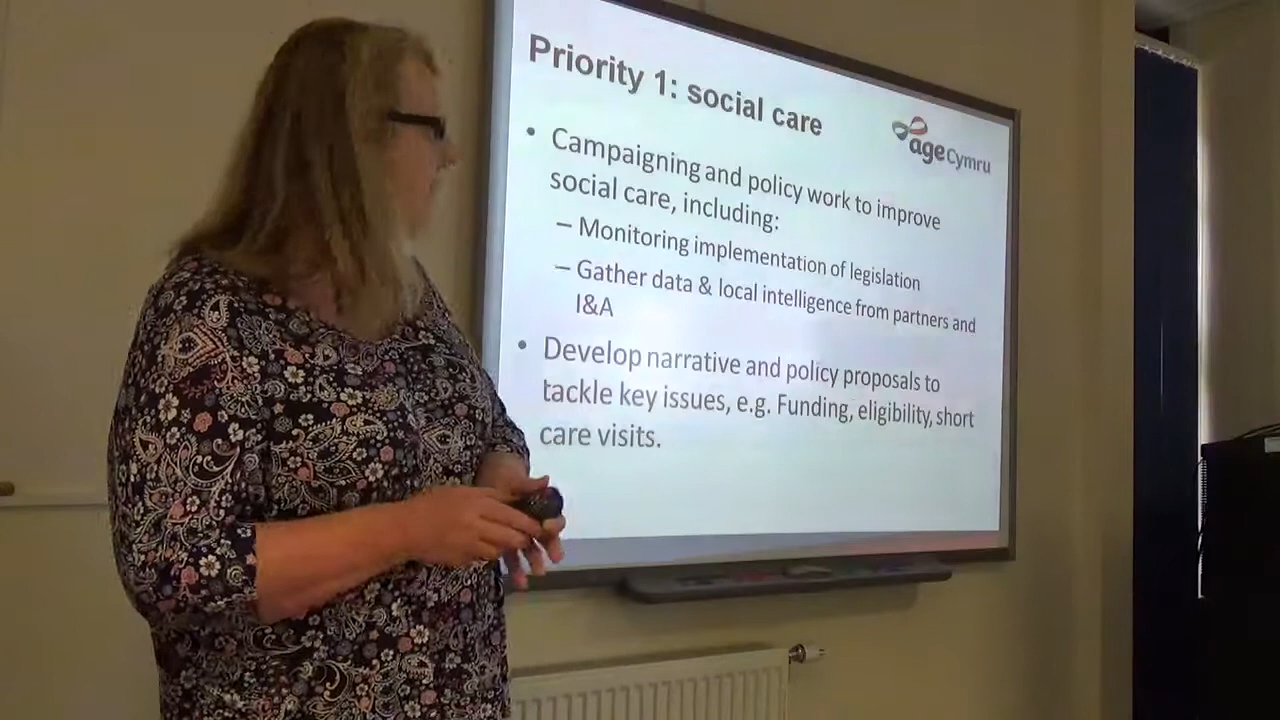 Priority 1: social care
age Cymru
• Campaigning and policy work to improve
social care, including:
– Monitoring implementation of legislation
– Gather data & local intelligence from partners and
I&A
• Develop narrative and policy proposals to
tackle key issues, e.g. Funding, eligibility, short
care visits.